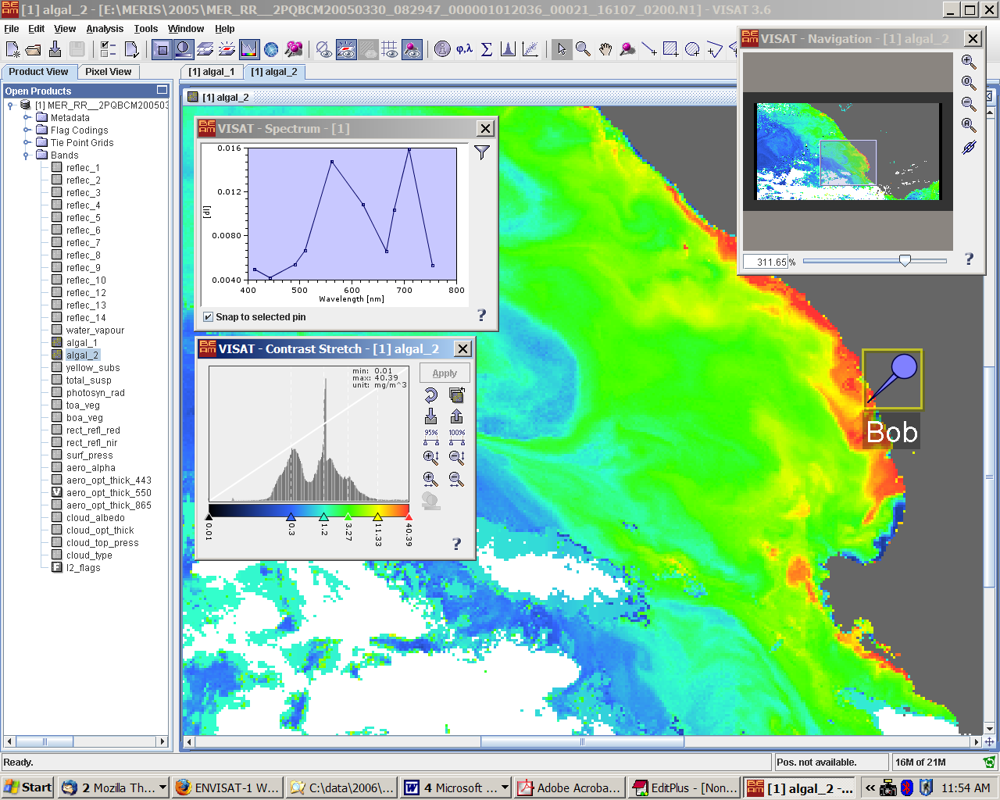 [1] algal_2 - [E:\MERIS\2005\MER_RR__2PQBCM20050330_082947_000001012036_00021_16107_0200.N1] - VISAT 3.6
File Edit View Analysis Tools Window Help
Product View Pixel View
[1] algal_1 [1] algal_2
Open Products
[1] MER_RR__2PQBCM200503
Metadata
Flag Codings
Tie Point Grids
Bands
reflec_1
reflec_2
reflec_3
reflec_4
reflec_5
reflec_6
reflec_7
reflec_8
reflec_9
reflec_10
reflec_12
reflec_13
reflec_14
water_vapour
algal_1
algal_2
yellow_subs
total_susp
photosyn_rad
toa_veg
boa_veg
rect_refl_red
rect_refl_nir
surf_press
aero_alpha
aero_opt_thick_443
aero_opt_thick_550
aero_opt_thick_865
cloud_albedo
cloud_opt_thick
cloud_top_press
cloud_type
l2_flags
[1] algal_2
VISAT - Spectrum - [1]
0.016
0.012
0.0080
0.0040
[dl]
400 500 600 700 800
Wavelength [nm]
Snap to selected pin
?
VISAT - Contrast Stretch - [1] algal_2
min: 0.01
max: 40.39
unit: mg/m^3
Apply
95% 100%
0.01 0.3 1.2 3.27 11.33 40.39
?
VISAT - Navigation - [1] algal_2
311.65 %
?
Bob
Ready.
Pos. not available.
16M of 21M
Start
2 Mozilla Th...
ENVISAT-1 W...
C:\data\2006\...
4 Microsoft ...
Adobe Acroba...
EditPlus - [Non...
[1] algal_2 -...
11:54 AM